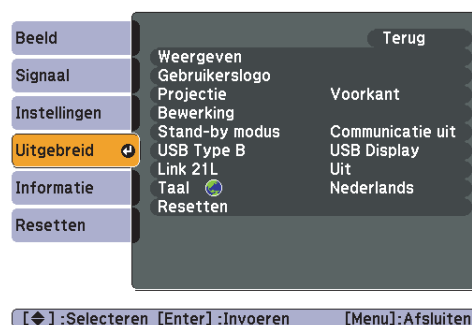 Beeld
Signaal
Instellingen
Uitgebreid
Informatie
Resetten
Terug
Weergeven
Gebruikerslogo
Projectie Voorkant
Bewerking
Stand-by modus Communicatie uit
USB Type B USB Display
Link 21L Uit
Taal Nederlands
Resetten
[◆] :Selecteren [Enter] :Invoeren [Menu]:Afsluiten